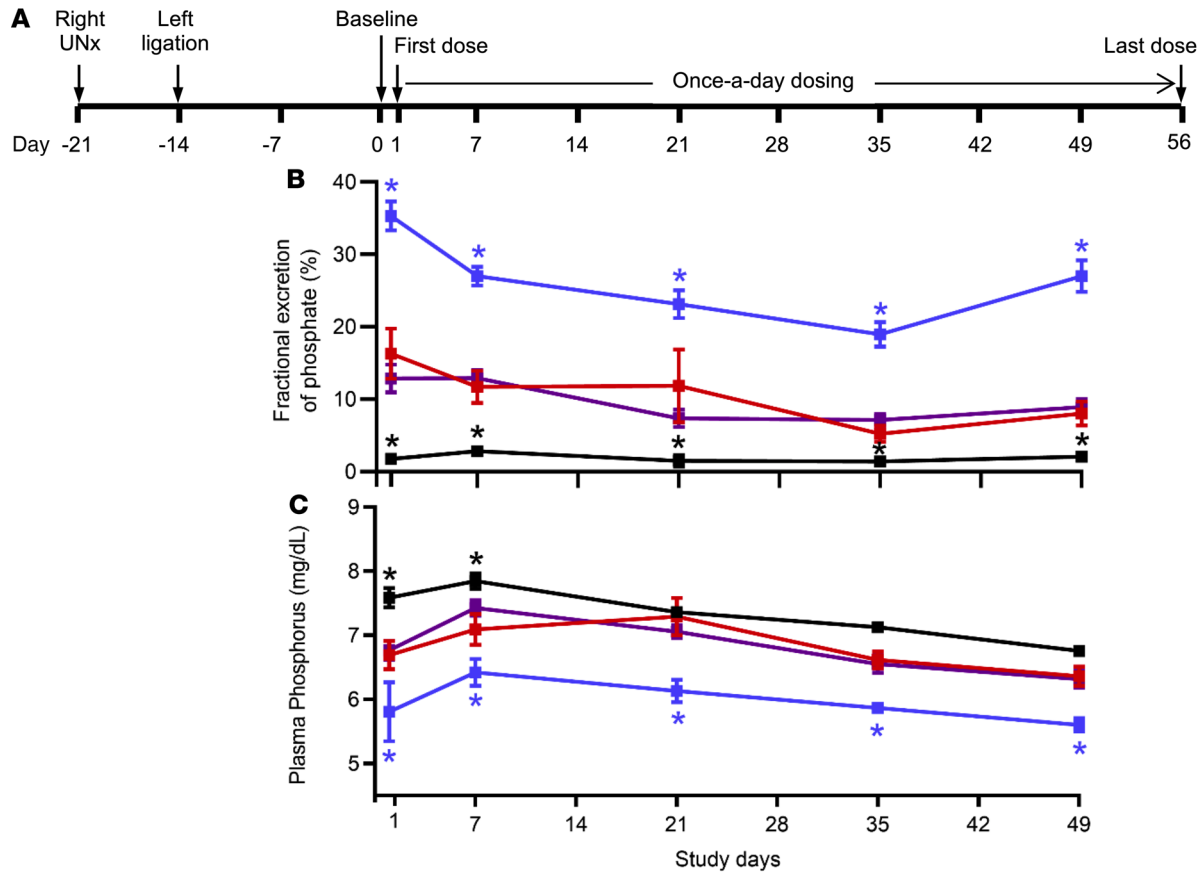 A
Right
UNx
Left
ligation
Baseline
First dose
Last dose
Once-a-day dosing
Day -21 -14 -7 0 1 7 14 21 28 35 42 49 56
B
Fractional excretion
of phosphate (%)
40
*
*
*
*
*
30
20
10
*
*
*
*
*
0
C
Plasma Phosphorus (mg/dL)
9
*
*
8
7
6
*
*
*
*
*
5
1 7 14 21 28 35 42 49
Study days